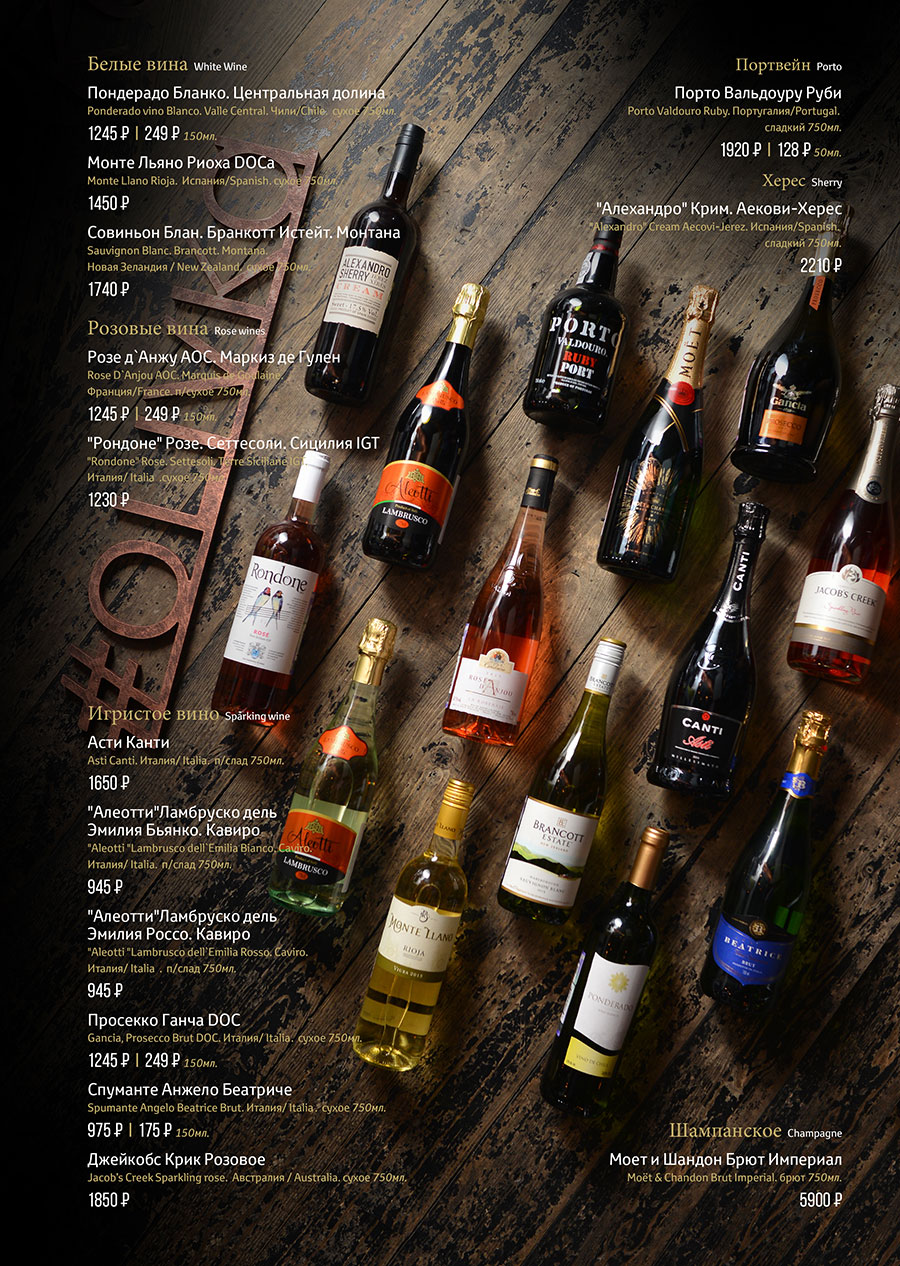 Белые вина White Wine
Пондерадо Бланко. Центральная долина
Ponderado vino Blanco. Valle Central. Чили/Chile. сухое 750мл.
1245 ₽ | 249 ₽ 150мл.
Монте Льяно Риоха DOCa
Monte Llano Rioja. Испания/Spanish. сухое 750мл.
1450 ₽
Совиньон Блан. Бранкотт Истейт. Монтана
Sauvignon Blanc. Brancott. Montana.
Новая Зеландия / New Zealand. сухое 750мл.
1740 ₽
Розовые вина Rose wines
Розе д`Анжу АОС. Маркиз де Гулен
Rose D`Anjou AOC. Marquis de Goulaine
Франция/France. п/сухое 750мл.
1245 ₽ | 249 ₽ 150мл.
"Рондоне" Розе. Сеттесоли. Сицилия IGT
"Rondone" Rose. Settesoli. Terre Siciliane IGT
Италия/ Italia .сухое 750мл.
1230 ₽
Игристое вино Sparking wine
Асти Канти
Asti Canti. Италия/ Italia. п/слад 750мл.
1650 ₽
"Алеотти"Ламбруско дель
Эмилия Бьянко. Кавиро
"Aleotti "Lambrusco dell`Emilia Bianco, Caviro.
Италия/ Italia. п/слад 750мл.
945 ₽
"Алеотти"Ламбруско дель
Эмилия Россо. Кавиро
"Aleotti "Lambrusco dell`Emilia Rosso, Caviro.
Италия/ Italia . п/слад 750мл.
945 ₽
Просекко Ганча DOC
Gancia, Prosecco Brut DOC. Италия/ Italia. сухое 750мл.
1245 ₽ | 249 ₽ 150мл.
Спуманте Анжело Беатриче
Spumante Angelo Beatrice Brut. Италия/ Italia. сухое 750мл.
975 ₽ | 175 ₽ 150мл.
Джейкобс Крик Розовое
Jacob's Creek Sparkling rose. Австралия / Australia. сухое 750мл.
1850 ₽
Портвейн Porto
Порто Вальдоуру Руби
Porto Valdouro Ruby. Португалия/Portugal.
сладкий 750мл.
1920 ₽ | 128 ₽ 50мл.
Херес Sherry
"Алехандро" Крим. Аекови-Херес
"Alexandro" Cream Aecovi-Jerez. Испания/Spanish.
сладкий 750мл.
2210 ₽
Шампанское Champagne
Моет и Шандон Брют Империал
Moët & Chandon Brut Imperial. брют 750мл.
5900 ₽
ALEXANDRO
SHERRY
CREAM
PORTO
VALDOURO.
RUBY
PORT
MOËT
Gancia
PROSECCO
Aleotti
LAMBRUSCO
Rondone
ROSE
ROSE
D'ANJOU
JACOB'S CREEK
CANTI
CANTI
Asti
Aleotti
LAMBRUSCO
BRANCOTT
ESTATE
SAUVIGNON BLANC
MONTE LLANO
RIOJA
PONDERADO
BEATRICE
BRUT